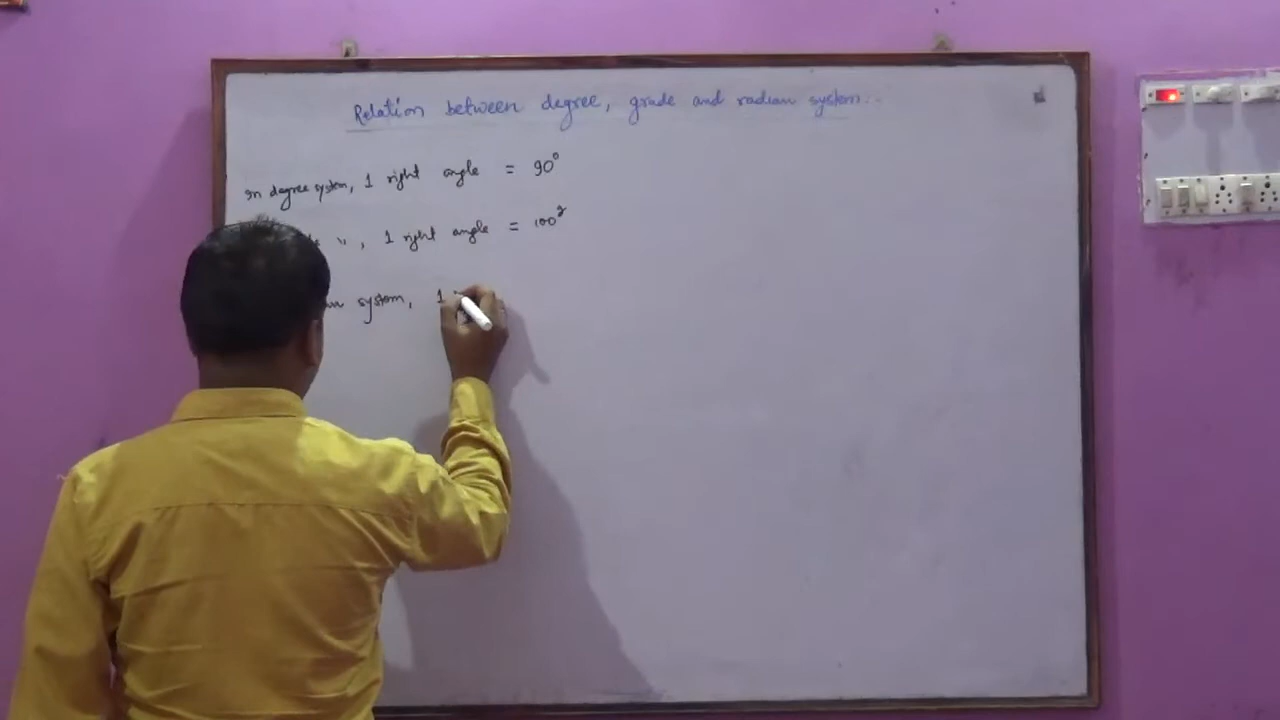 Relation between degree, grade and radian system:-
In degree system, 1 right angle = 90°
" , 1 right angle = 100ᵍ
system, 1